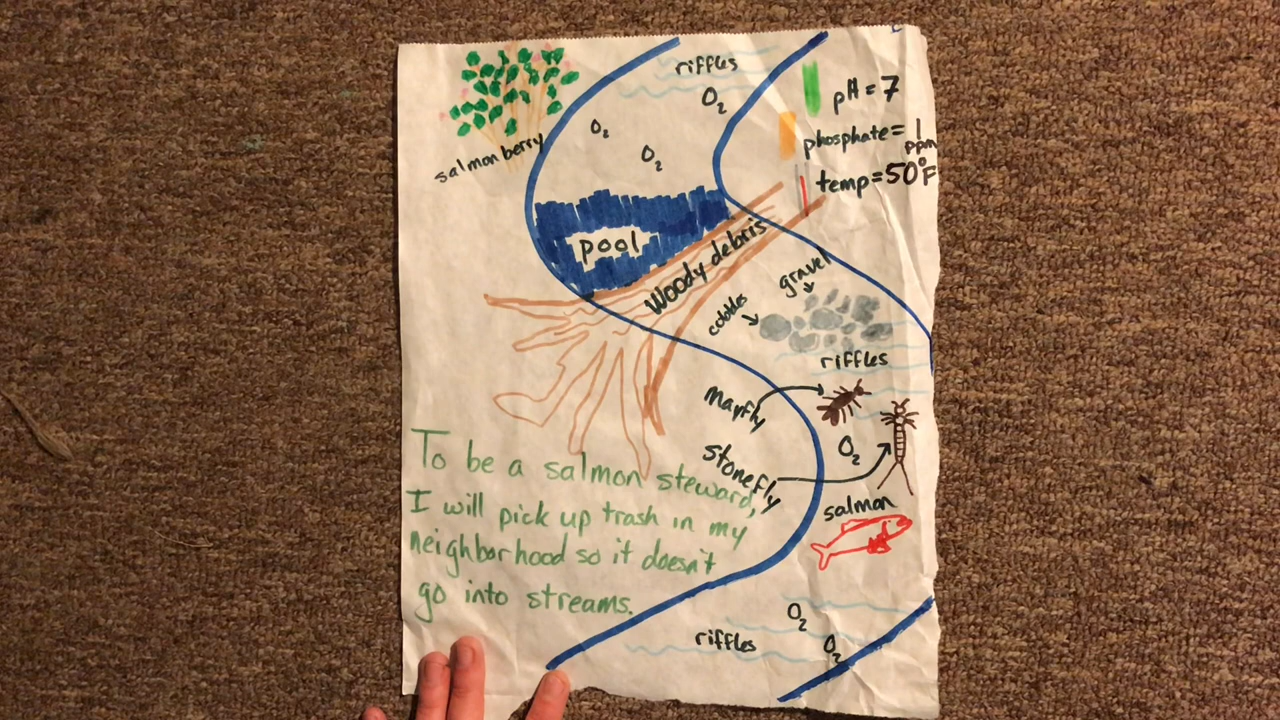 riffles
O2
pH = 7
O2
phosphate = 1 ppm
O2
salmonberry
temp = 50°F
pool
Woody debris
gravel
cobbles
riffles
mayfly
O2
stonefly
salmon
To be a salmon steward,
I will pick up trash in my
neighborhood so it doesn't
go into streams.
O2
riffles
O2